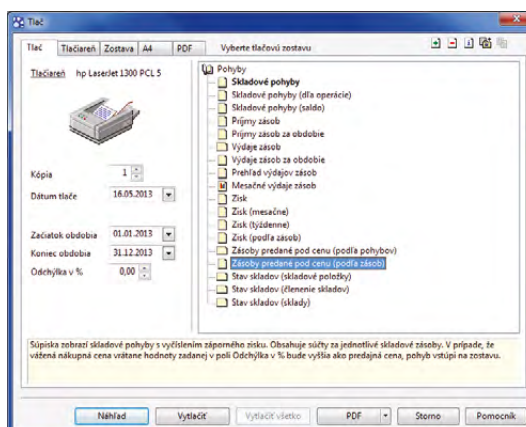 Tlač
Tlač Tlačiareň Zostava A4 PDF Vyberte tlačovú zostavu
Tlačiareň hp LaserJet 1300 PCL 5
Kópia 1
Dátum tlače 16.05.2013
Začiatok obdobia 01.01.2013
Koniec obdobia 31.12.2013
Odchýlka v % 0,00
Pohyby
Skladové pohyby
Skladové pohyby (dľa operácie)
Skladové pohyby (saldo)
Príjmy zásob
Príjmy zásob za obdobie
Výdaje zásob
Výdaje zásob za obdobie
Prehľad výdajov zásob
Mesačné výdaje zásob
Zisk
Zisk (mesačne)
Zisk (týždenne)
Zisk (podľa zásob)
Zásoby predané pod cenu (podľa pohybov)
Zásoby predané pod cenu (podľa zásob)
Stav skladov (skladové položky)
Stav skladov (členenie skladov)
Stav skladov (sklady)
Súpiska zobrazí skladové pohyby s vyčíslením záporného zisku. Obsahuje súčty za jednotlivé skladové zásoby. V prípade, že
vážená nákupná cena vrátane hodnoty zadanej v poli Odchýlka v % bude vyššia ako predajná cena, pohyb vstúpi na zostavu.
Náhľad Vytlačiť Vytlačiť všetko PDF Storno Pomocník